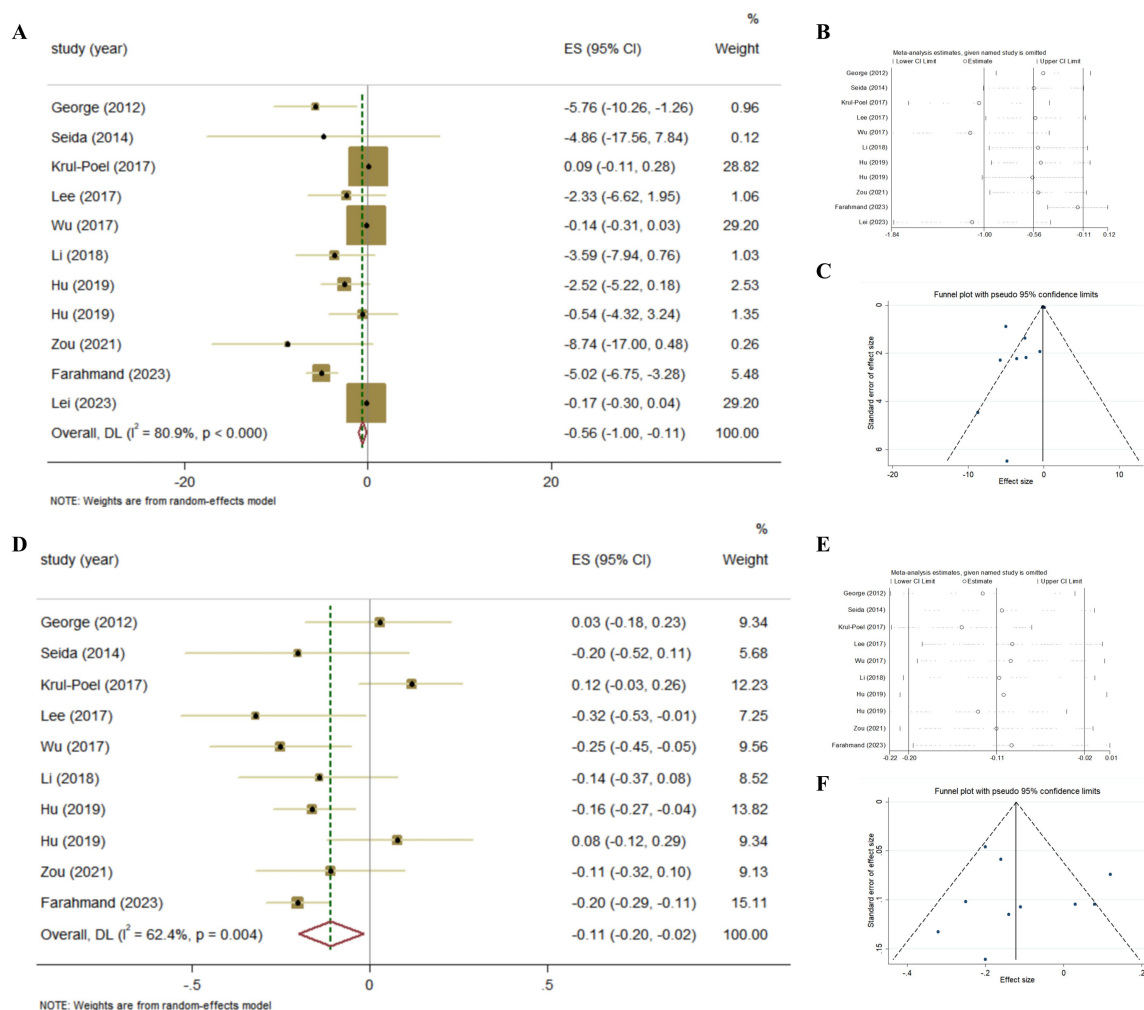 A
%
study (year)
ES (95% CI)
Weight
George (2012)
-5.76 (-10.26, -1.26)
0.96
Seida (2014)
-4.86 (-17.56, 7.84)
0.12
Krul-Poel (2017)
0.09 (-0.11, 0.28)
28.82
Lee (2017)
-2.33 (-6.62, 1.95)
1.06
Wu (2017)
-0.14 (-0.31, 0.03)
29.20
Li (2018)
-3.59 (-7.94, 0.76)
1.03
Hu (2019)
-2.52 (-5.22, 0.18)
2.53
Hu (2019)
-0.54 (-4.32, 3.24)
1.35
Zou (2021)
-8.74 (-17.00, 0.48)
0.26
Farahmand (2023)
-5.02 (-6.75, -3.28)
5.48
Lei (2023)
-0.17 (-0.30, 0.04)
29.20
Overall, DL (I² = 80.9%, p < 0.000)
-0.56 (-1.00, -0.11)
100.00
-20
0
20
NOTE: Weights are from random-effects model
B
Meta-analysis estimates, given named study is omitted
Lower CI Limit
Estimate
Upper CI Limit
George (2012)
Seida (2014)
Krul-Poel (2017)
Lee (2017)
Wu (2017)
Li (2018)
Hu (2019)
Hu (2019)
Zou (2021)
Farahmand (2023)
Lei (2023)
-1.84
-1.00
-0.56
-0.11
0.12
C
Funnel plot with pseudo 95% confidence limits
Standard error of effect size
0
2
4
6
-20
-10
0
10
Effect size
D
%
study (year)
ES (95% CI)
Weight
George (2012)
0.03 (-0.18, 0.23)
9.34
Seida (2014)
-0.20 (-0.52, 0.11)
5.68
Krul-Poel (2017)
0.12 (-0.03, 0.26)
12.23
Lee (2017)
-0.32 (-0.53, -0.01)
7.25
Wu (2017)
-0.25 (-0.45, -0.05)
9.56
Li (2018)
-0.14 (-0.37, 0.08)
8.52
Hu (2019)
-0.16 (-0.27, -0.04)
13.82
Hu (2019)
0.08 (-0.12, 0.29)
9.34
Zou (2021)
-0.11 (-0.32, 0.10)
9.13
Farahmand (2023)
-0.20 (-0.29, -0.11)
15.11
Overall, DL (I² = 62.4%, p = 0.004)
-0.11 (-0.20, -0.02)
100.00
-.5
0
.5
NOTE: Weights are from random-effects model
E
Meta-analysis estimates, given named study is omitted
Lower CI Limit
Estimate
Upper CI Limit
George (2012)
Seida (2014)
Krul-Poel (2017)
Lee (2017)
Wu (2017)
Li (2018)
Hu (2019)
Hu (2019)
Zou (2021)
Farahmand (2023)
-0.22
-0.20
-0.11
-0.02
0.01
F
Funnel plot with pseudo 95% confidence limits
Standard error of effect size
0
.05
.1
.15
-.4
-.2
0
.2
Effect size